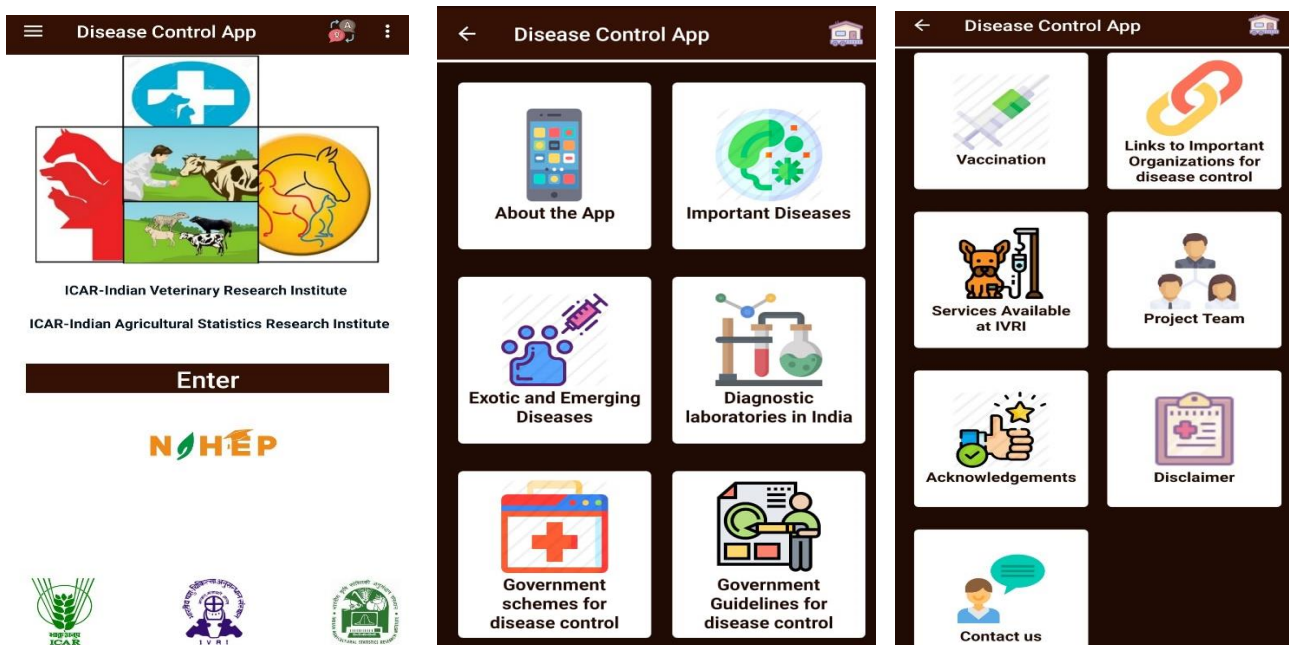 Disease Control App
ICAR-Indian Veterinary Research Institute
ICAR-Indian Agricultural Statistics Research Institute
Enter
NAHEP
ICAR
I V R I
Disease Control App
About the App
Important Diseases
Exotic and Emerging
Diseases
Diagnostic
laboratories in India
Government
schemes for
disease control
Government
Guidelines for
disease control
Disease Control App
Vaccination
Links to Important
Organizations for
disease control
Services Available
at IVRI
Project Team
Acknowledgements
Disclaimer
Contact us